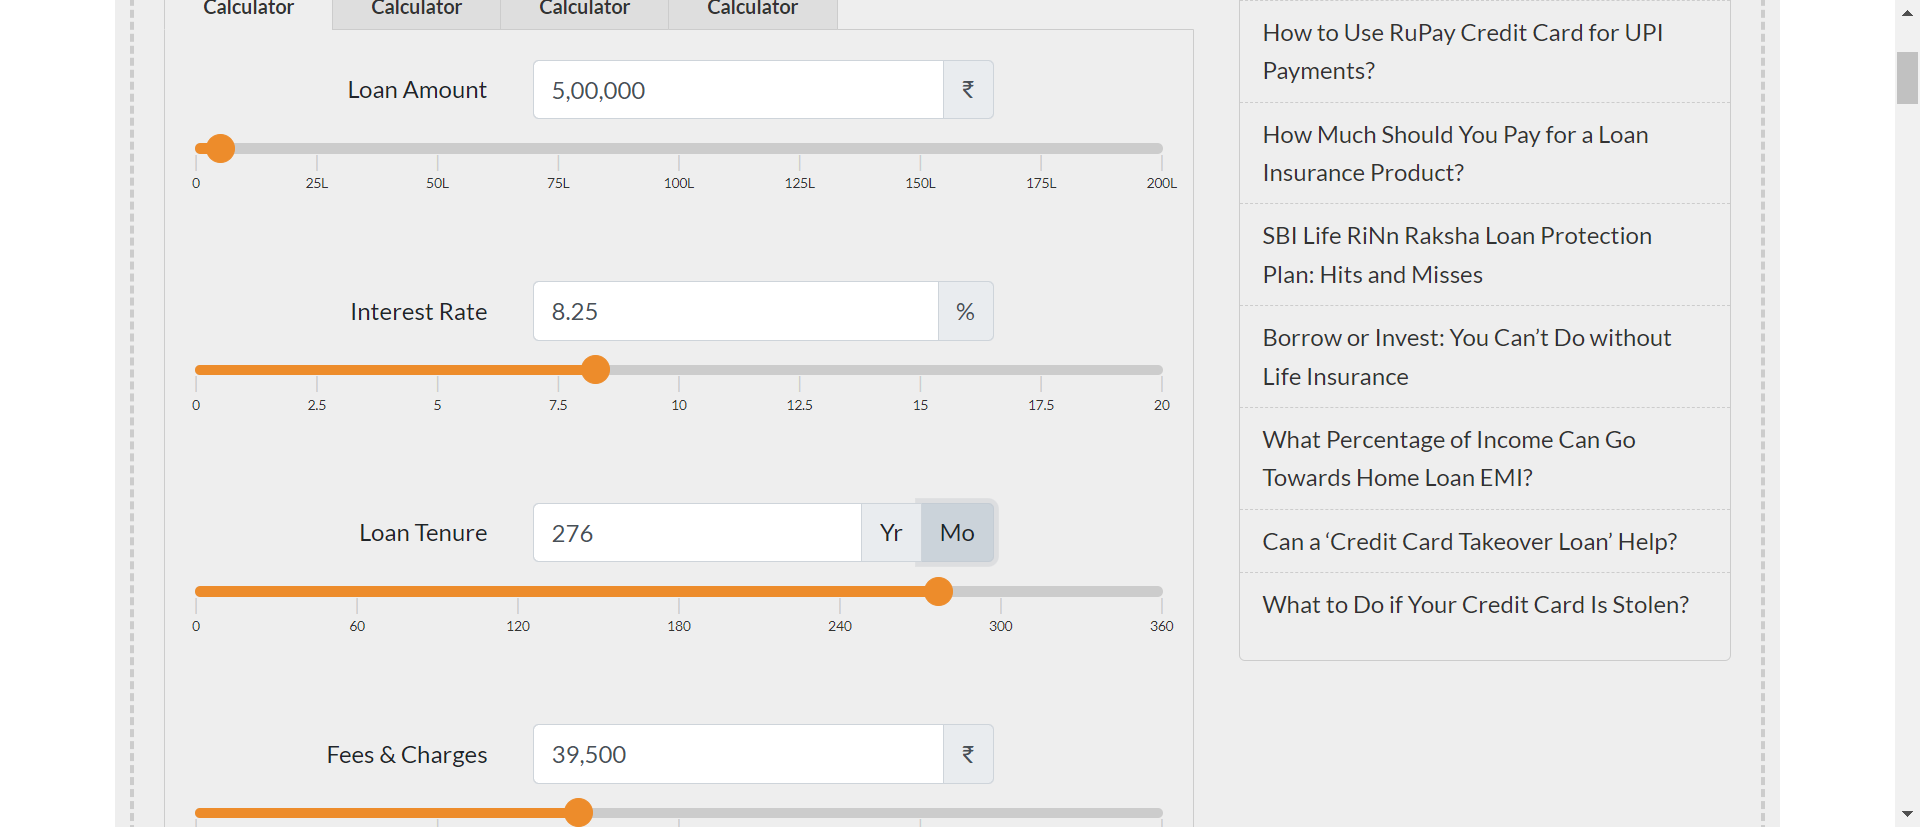 Calculator Calculator Calculator Calculator
Loan Amount 5,00,000 ₹
0 25L 50L 75L 100L 125L 150L 175L 200L
Interest Rate 8.25 %
0 2.5 5 7.5 10 12.5 15 17.5 20
Loan Tenure 276 Yr Mo
0 60 120 180 240 300 360
Fees & Charges 39,500 ₹
How to Use RuPay Credit Card for UPI
Payments?
How Much Should You Pay for a Loan
Insurance Product?
SBI Life RiNn Raksha Loan Protection
Plan: Hits and Misses
Borrow or Invest: You Can’t Do without
Life Insurance
What Percentage of Income Can Go
Towards Home Loan EMI?
Can a ‘Credit Card Takeover Loan’ Help?
What to Do if Your Credit Card Is Stolen?